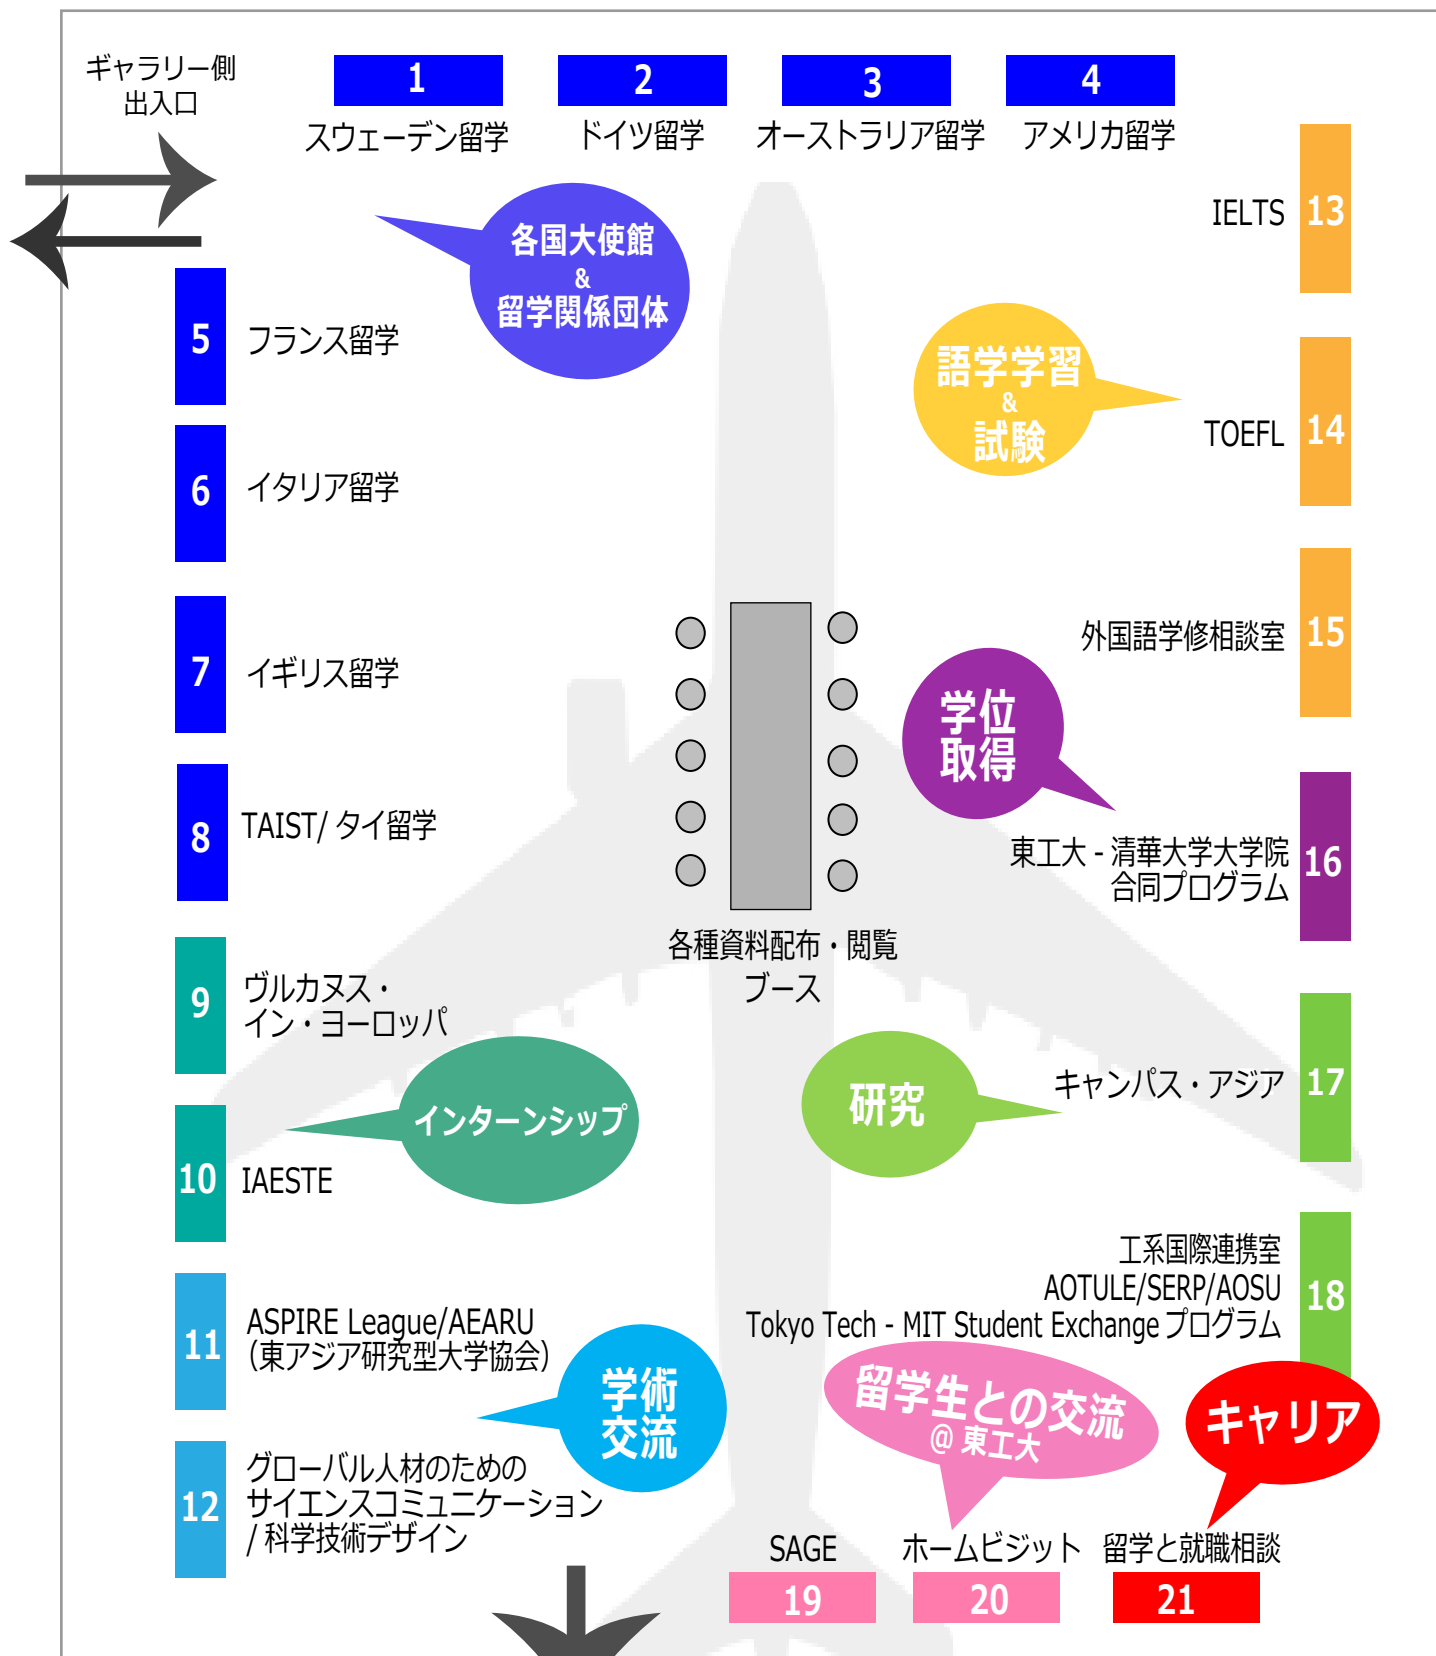 ギャラリー側
出入口
1
2
3
4
スウェーデン留学
ドイツ留学
オーストラリア留学
アメリカ留学
IELTS
13
各国大使館
&
留学関係団体
5
フランス留学
語学学習
&
試験
TOEFL
14
6
イタリア留学
外国語学修相談室
15
7
イギリス留学
学位
取得
8
TAIST/ タイ留学
東工大 - 清華大学大学院
合同プログラム
16
各種資料配布・閲覧
ブース
9
ヴルカヌス・
イン・ヨーロッパ
研究
キャンパス・アジア
17
インターンシップ
10
IAESTE
工系国際連携室
AOTULE/SERP/AOSU
Tokyo Tech - MIT Student Exchange プログラム
18
11
ASPIRE League/AEARU
（東アジア研究型大学協会）
学術
交流
留学生との交流
@ 東工大
キャリア
12
グローバル人材のための
サイエンスコミュニケーション
/ 科学技術デザイン
SAGE
ホームビジット
留学と就職相談
19
20
21